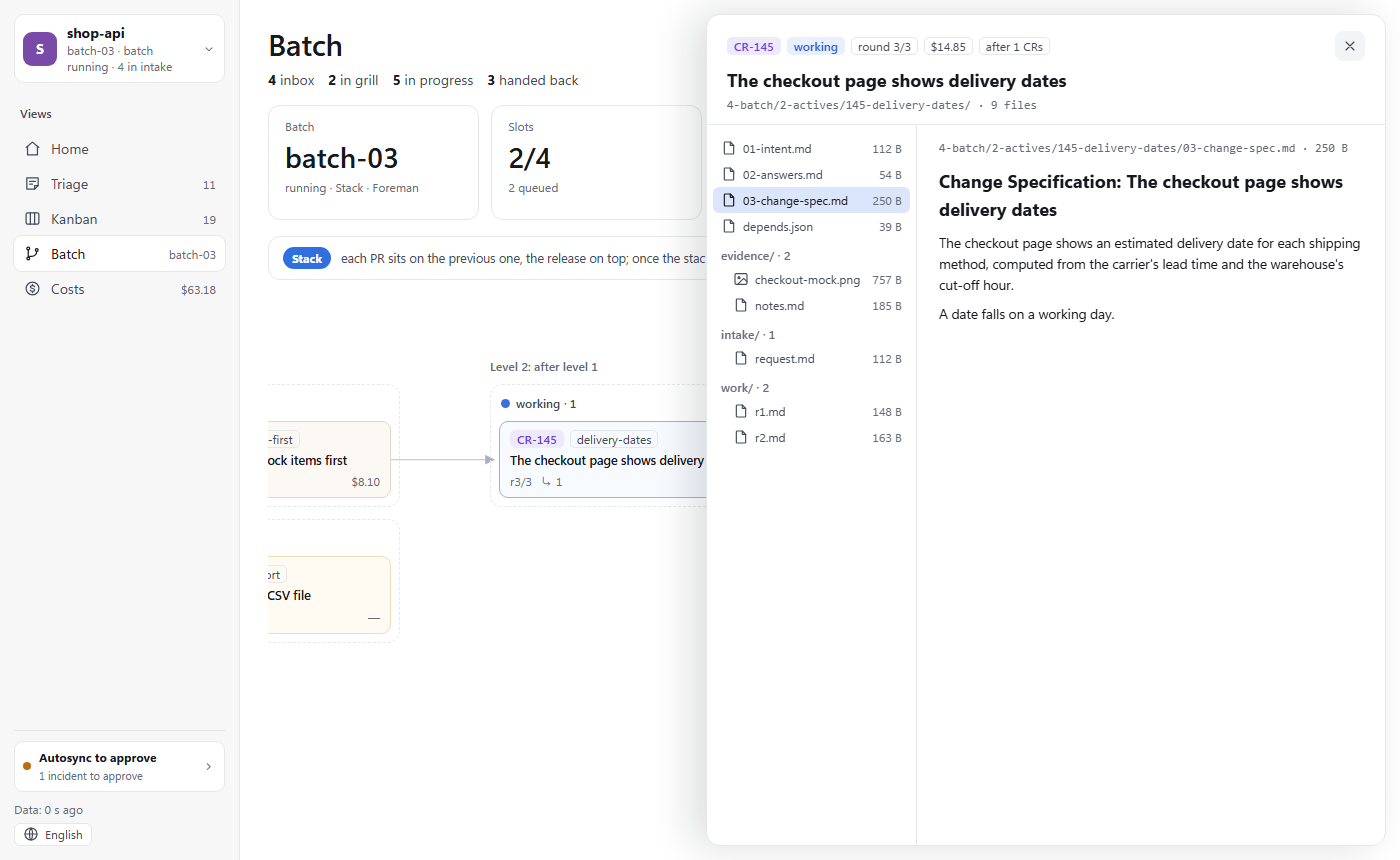 S
shop-api
batch-03 · batch
running · 4 in intake
Views
Home
Triage 11
Kanban 19
Batch batch-03
Costs $63.18
Autosync to approve
1 incident to approve
Data: 0 s ago
English
Batch
4 inbox 2 in grill 5 in progress 3 handed back
Batch
batch-03
running · Stack · Foreman
Slots
2/4
2 queued
Stack each PR sits on the previous one, the release on top; once the stac
Level 2: after level 1
-first
ock items first
$8.10
working · 1
CR-145 delivery-dates
The checkout page shows delivery
r3/3 1
ort
CSV file
—
CR-145 working round 3/3 $14.85 after 1 CRs
The checkout page shows delivery dates
4-batch/2-actives/145-delivery-dates/ · 9 files
01-intent.md 112 B
02-answers.md 54 B
03-change-spec.md 250 B
depends.json 39 B
evidence/ · 2
checkout-mock.png 757 B
notes.md 185 B
intake/ · 1
request.md 112 B
work/ · 2
r1.md 148 B
r2.md 163 B
4-batch/2-actives/145-delivery-dates/03-change-spec.md · 250 B
Change Specification: The checkout page shows
delivery dates
The checkout page shows an estimated delivery date for each shipping
method, computed from the carrier's lead time and the warehouse's
cut-off hour.
A date falls on a working day.